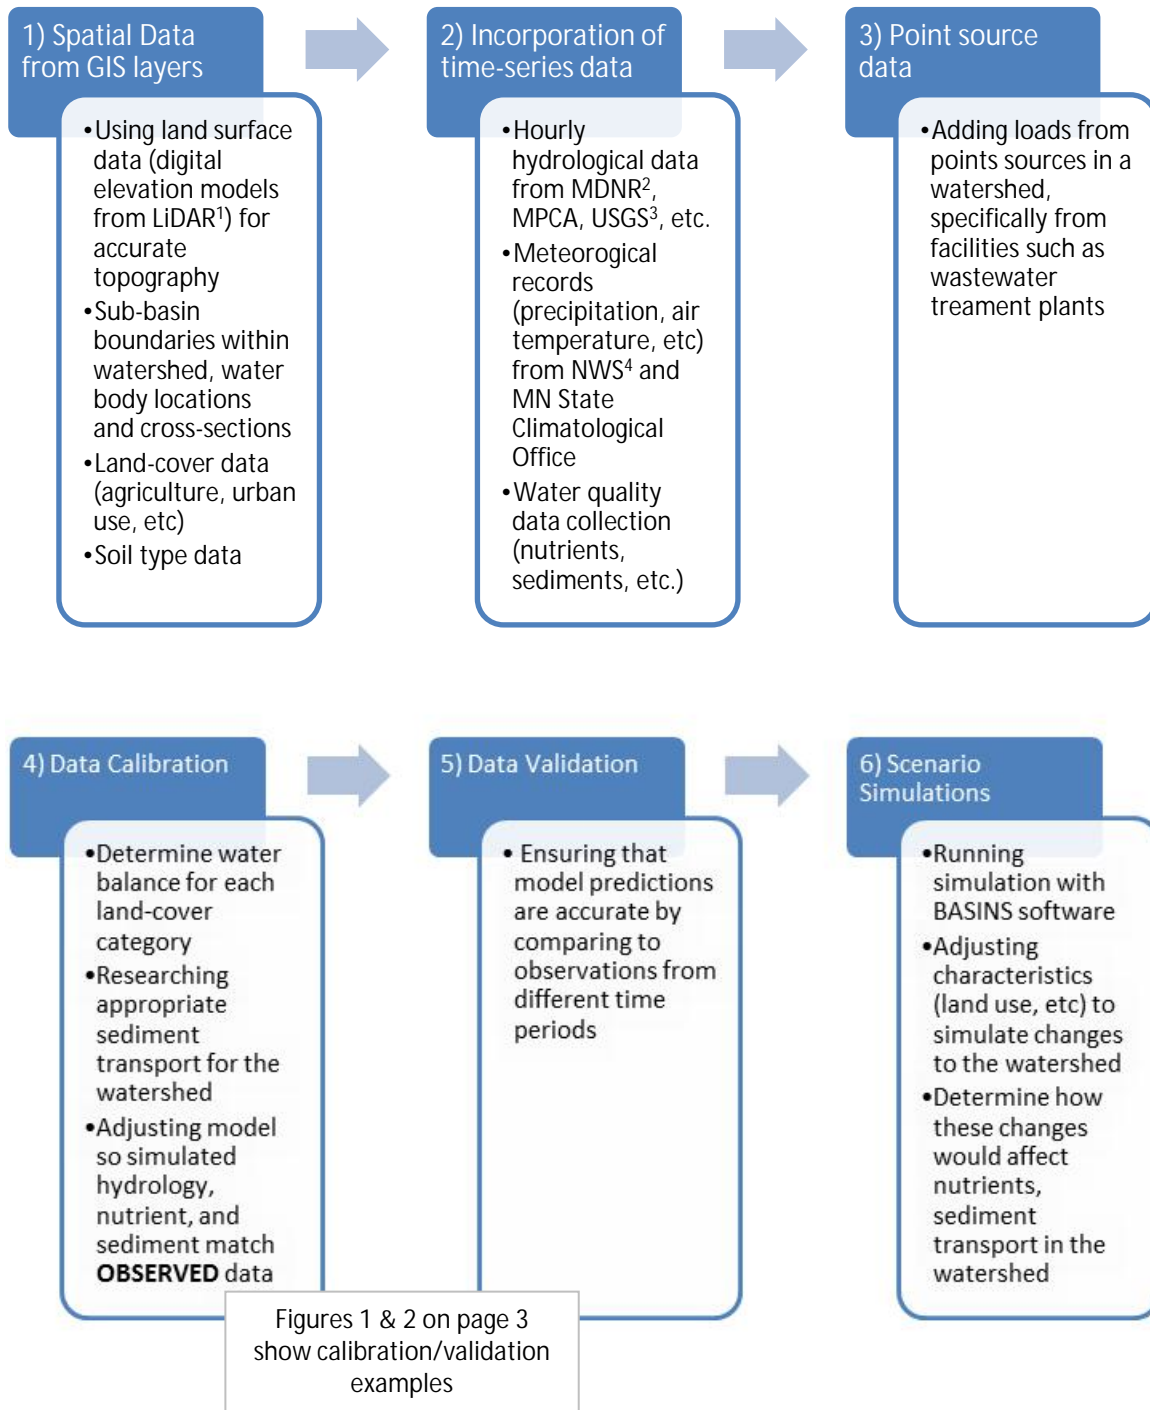 1) Spatial Data
from GIS layers
•Using land surface
data (digital
elevation models
from LiDAR¹) for
accurate
topography
•Sub-basin
boundaries within
watershed, water
body locations
and cross-sections
•Land-cover data
(agriculture, urban
use, etc)
•Soil type data
2) Incorporation of
time-series data
•Hourly
hydrological data
from MDNR²,
MPCA, USGS³, etc.
•Meteorogical
records
(precipitation, air
temperature, etc)
from NWS⁴ and
MN State
Climatological
Office
•Water quality
data collection
(nutrients,
sediments, etc.)
3) Point source
data
•Adding loads from
points sources in a
watershed,
specifically from
facilities such as
wastewater
treament plants
4) Data Calibration
•Determine water
balance for each
land-cover
category
•Researching
appropriate
sediment
transport for the
watershed
•Adjusting model
so simulated
hydrology,
nutrient, and
sediment match
OBSERVED data
5) Data Validation
• Ensuring that
model predictions
are accurate by
comparing to
observations from
different time
periods
6) Scenario
Simulations
•Running
simulation with
BASINS software
•Adjusting
characteristics
(land use, etc) to
simulate changes
to the watershed
•Determine how
these changes
would affect
nutrients,
sediment
transport in the
watershed
Figures 1 & 2 on page 3
show calibration/validation
examples